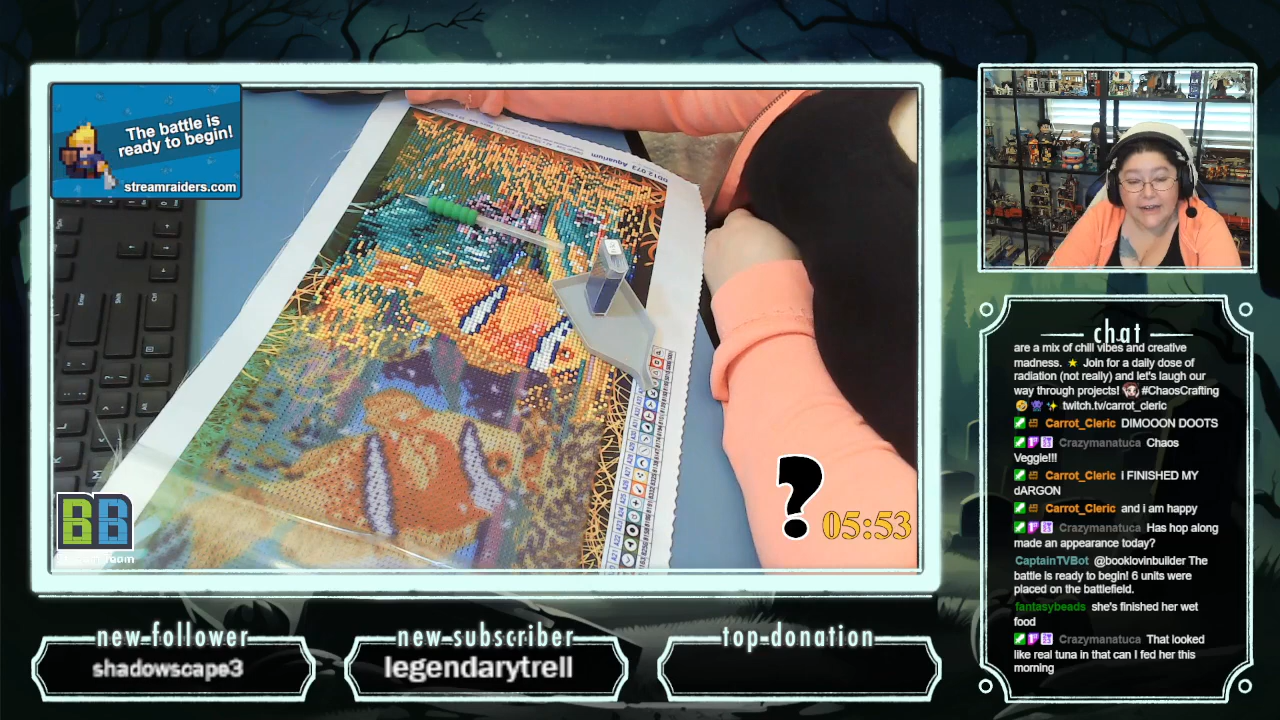 The battle is
ready to begin!
streamraiders.com
Aquarium
BB
05:53
?
chat
are a mix of chill vibes and creative
madness. ⭐ Join for a daily dose of
radiation (not really) and let's laugh our
way through projects! #ChaosCrafting
twitch.tv/carrot_cleric
Carrot_Cleric DIMOOON DOOTS
Crazymanatuca Chaos
Veggie!!!
Carrot_Cleric I FINISHED MY
dARGON
Carrot_Cleric and i am happy
Crazymanatuca Has hop along
made an appearance today?
CaptainTVBot @booklovinbuilder The
battle is ready to begin! 6 units were
placed on the battlefield.
fantasybeads she's finished her wet
food
Crazymanatuca That looked
like real tuna in that can I fed her this
morning
new follower
shadowscape3
new subscriber
legendarytrell
top donation